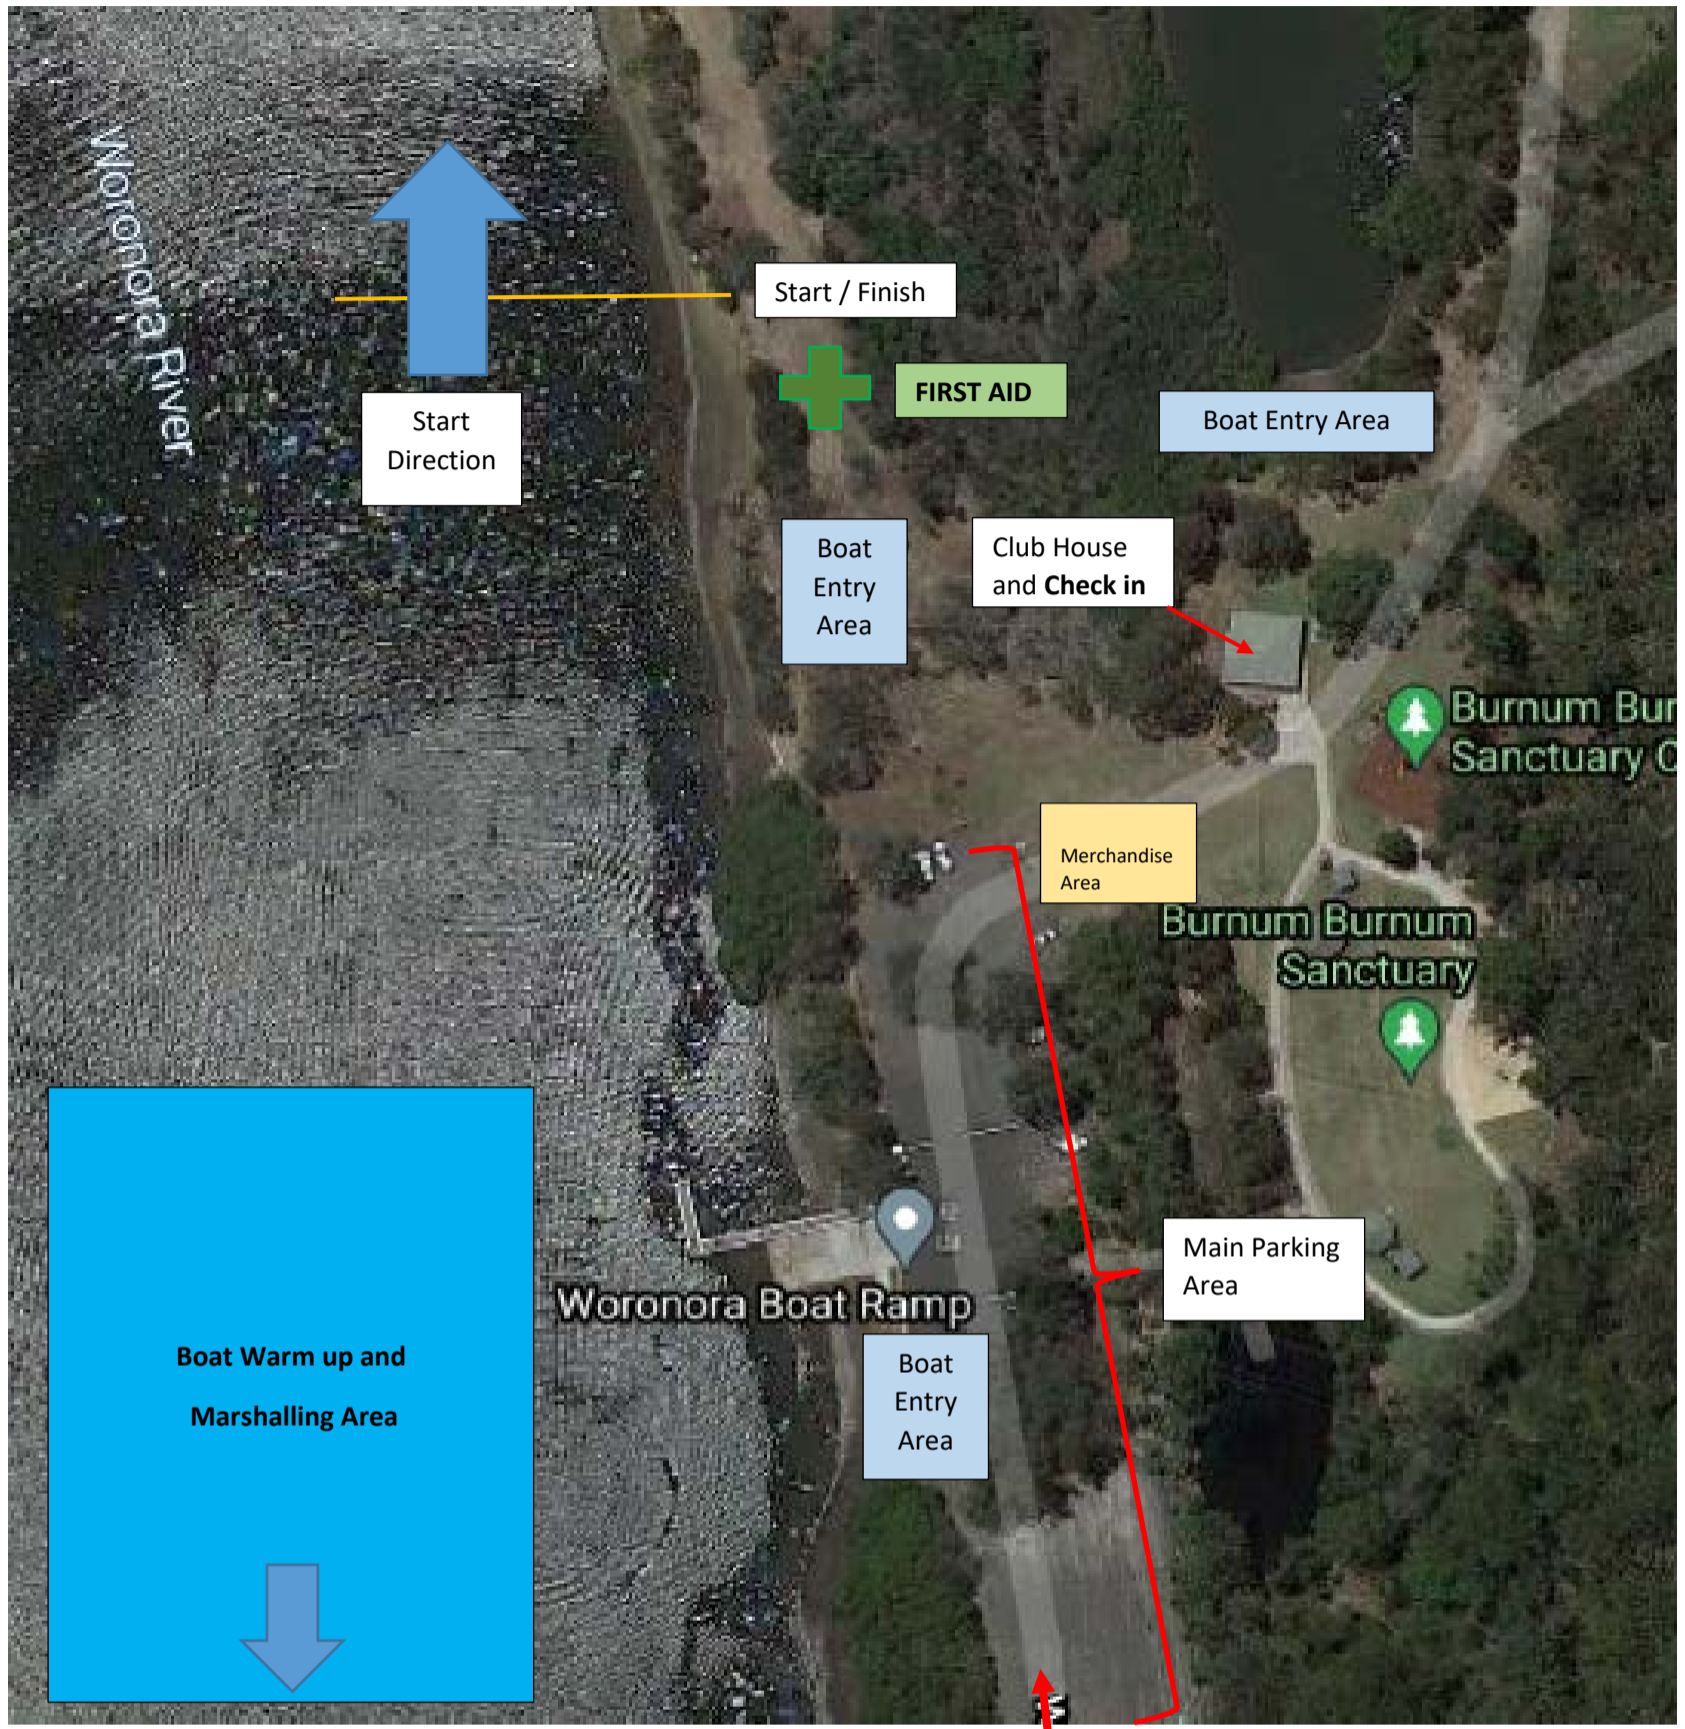 Woronora River
Start / Finish
FIRST AID
Start
Direction
Boat Entry Area
Boat
Entry
Area
Club House
and Check in
Burnum Bur
Sanctuary C
Merchandise
Area
Burnum Burnum
Sanctuary
Main Parking
Area
Woronora Boat Ramp
Boat
Entry
Area
Boat Warm up and
Marshalling Area